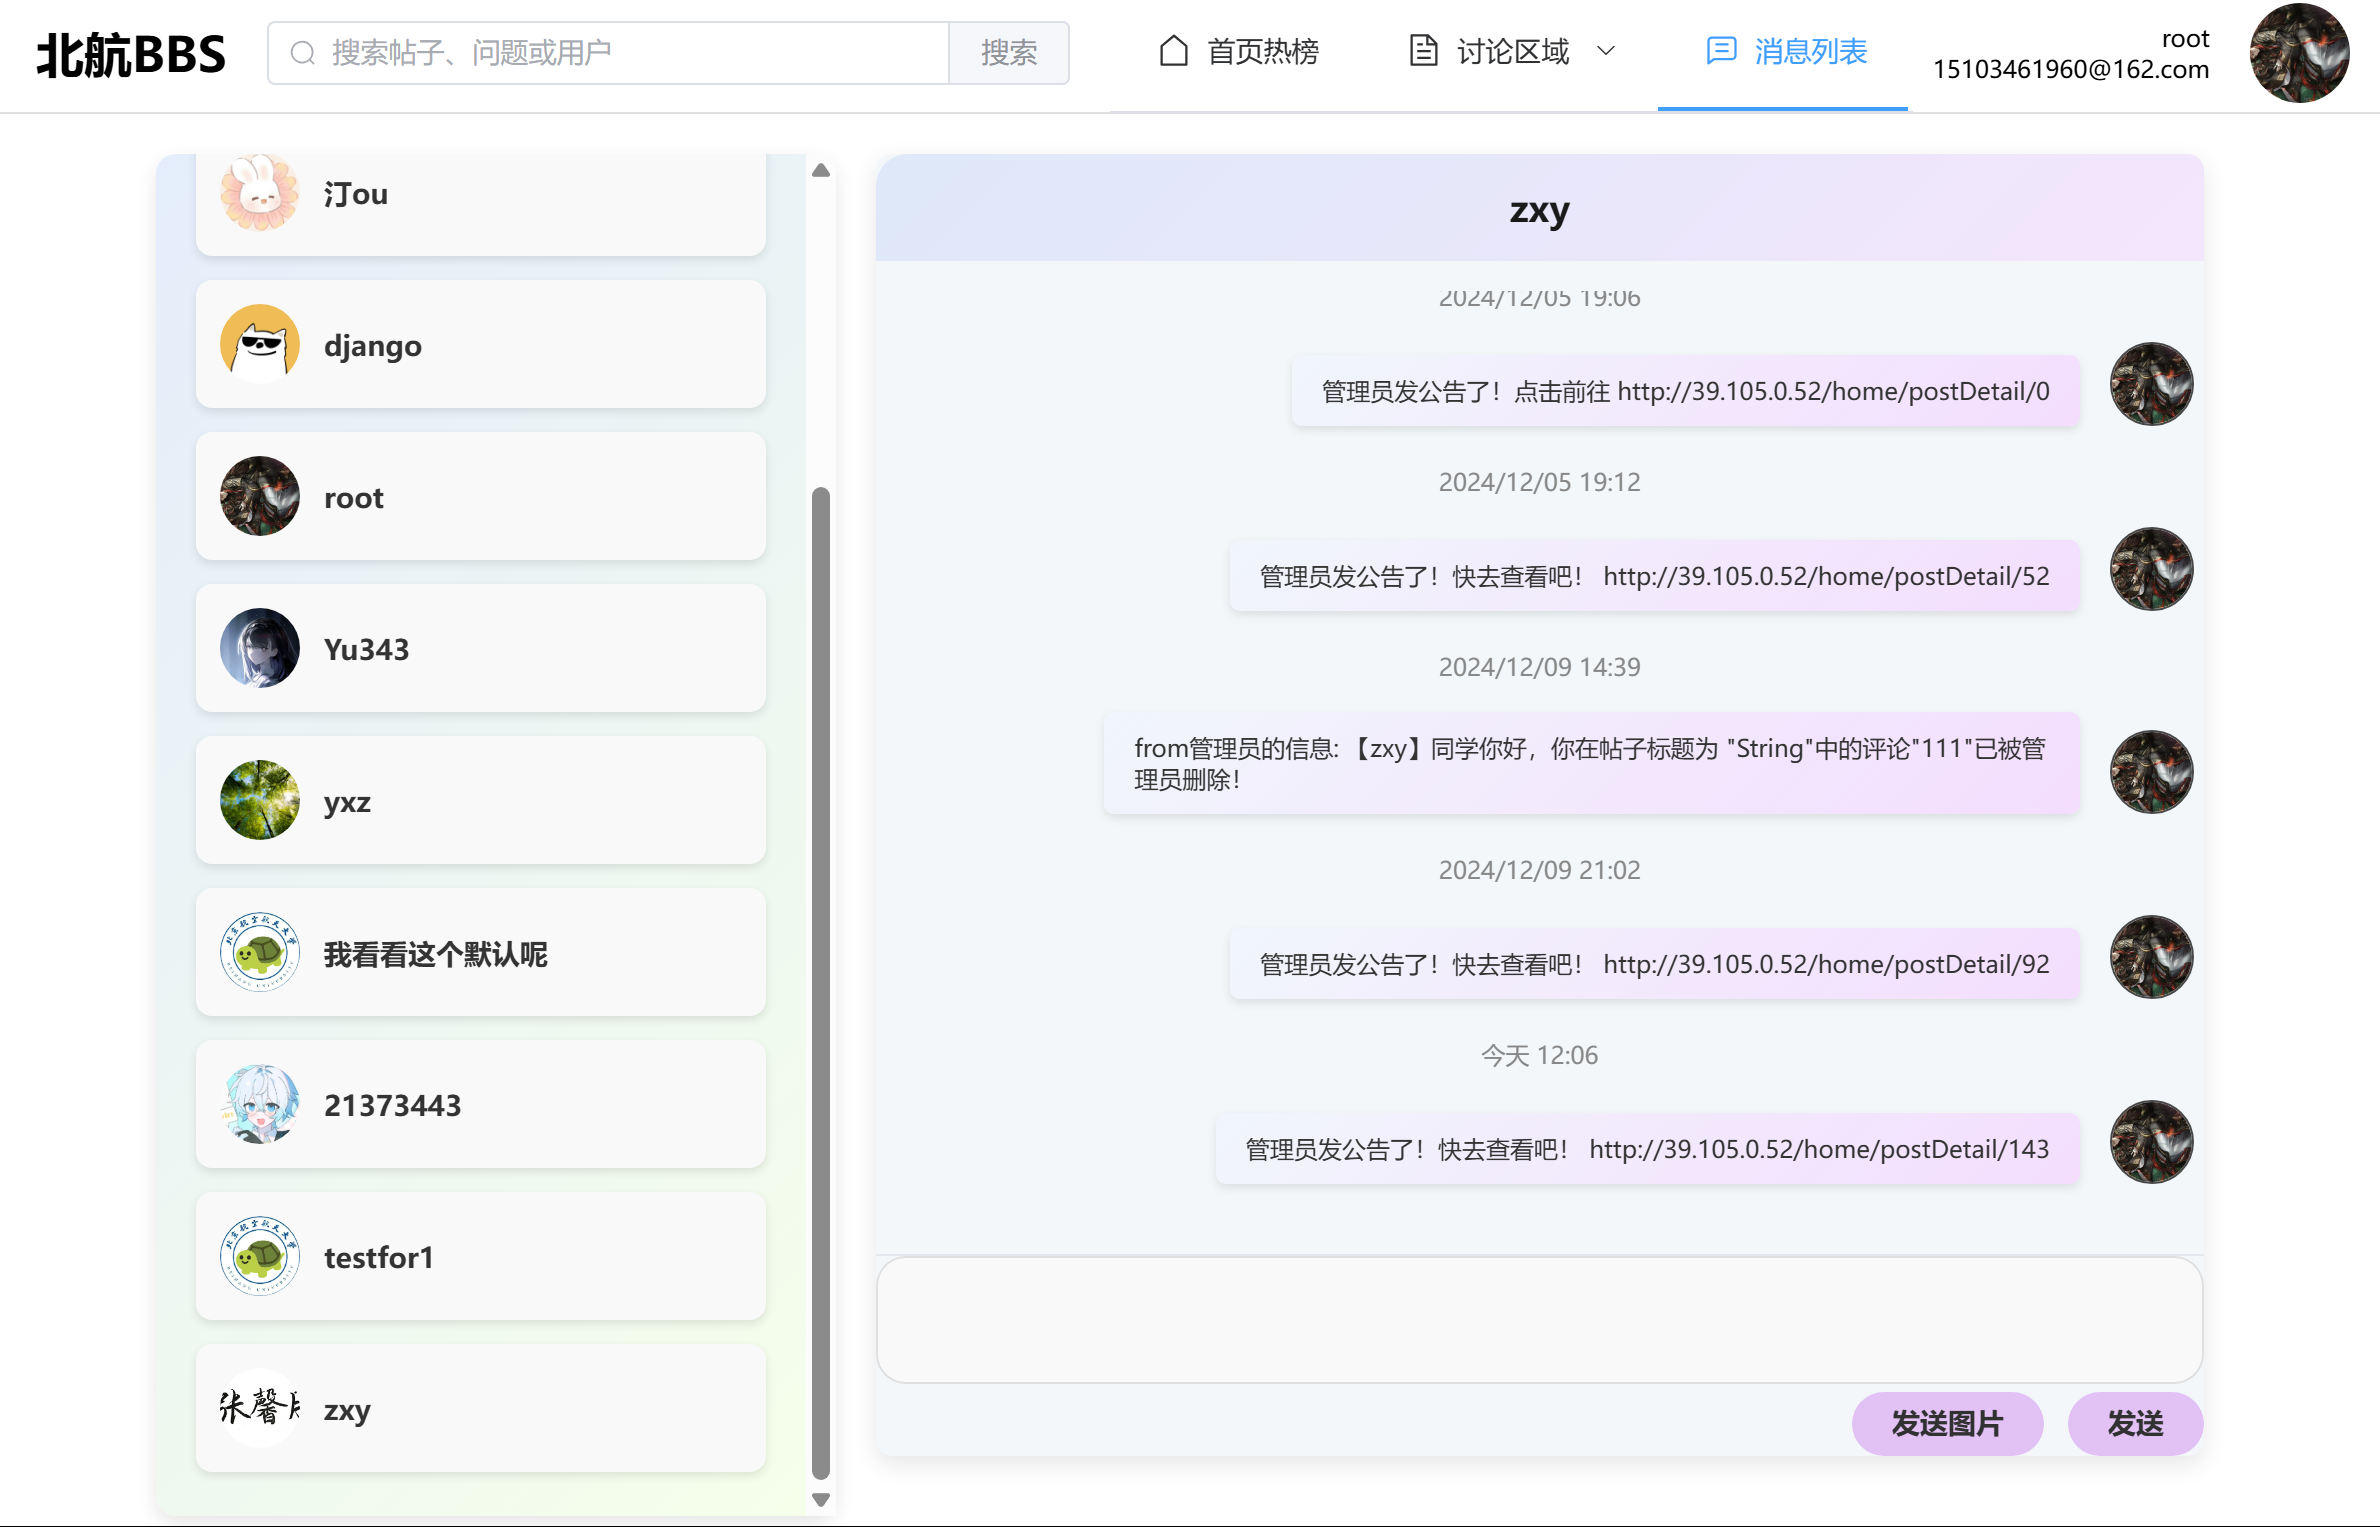 北航BBS
搜索帖子、问题或用户
搜索
首页热榜
讨论区域
消息列表
root
15103461960@162.com
汀ou
django
root
Yu343
yxz
我看看这个默认呢
21373443
testfor1
zxy
zxy
2024/12/05 19:06
管理员发公告了！点击前往 http://39.105.0.52/home/postDetail/0
2024/12/05 19:12
管理员发公告了！快去查看吧！ http://39.105.0.52/home/postDetail/52
2024/12/09 14:39
from管理员的信息:【zxy】同学你好，你在帖子标题为 "String"中的评论"111"已被管
理员删除！
2024/12/09 21:02
管理员发公告了！快去查看吧！ http://39.105.0.52/home/postDetail/92
今天 12:06
管理员发公告了！快去查看吧！ http://39.105.0.52/home/postDetail/143
发送图片
发送